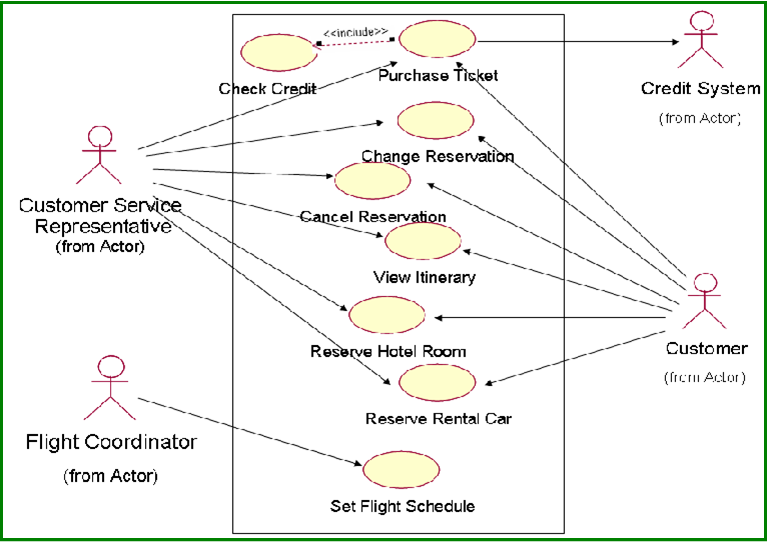 <<include>>
Check Credit
Purchase Ticket
Credit System
(from Actor)
Change Reservation
Customer Service
Representative
(from Actor)
Cancel Reservation
View Itinerary
Reserve Hotel Room
Customer
(from Actor)
Reserve Rental Car
Flight Coordinator
(from Actor)
Set Flight Schedule